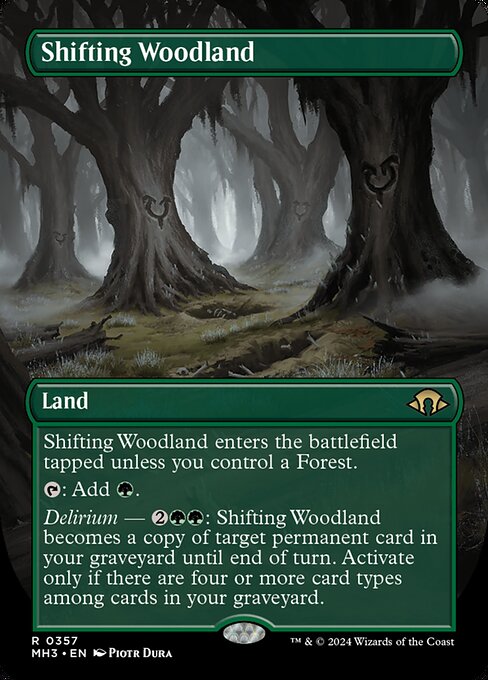 Shifting Woodland
Land
Shifting Woodland enters the battlefield
tapped unless you control a Forest.
: Add .
Delirium — 2: Shifting Woodland
becomes a copy of target permanent card in
your graveyard until end of turn. Activate
only if there are four or more card types
among cards in your graveyard.
R 0357
MH3 • EN Piotr Dura
™ & © 2024 Wizards of the Coast